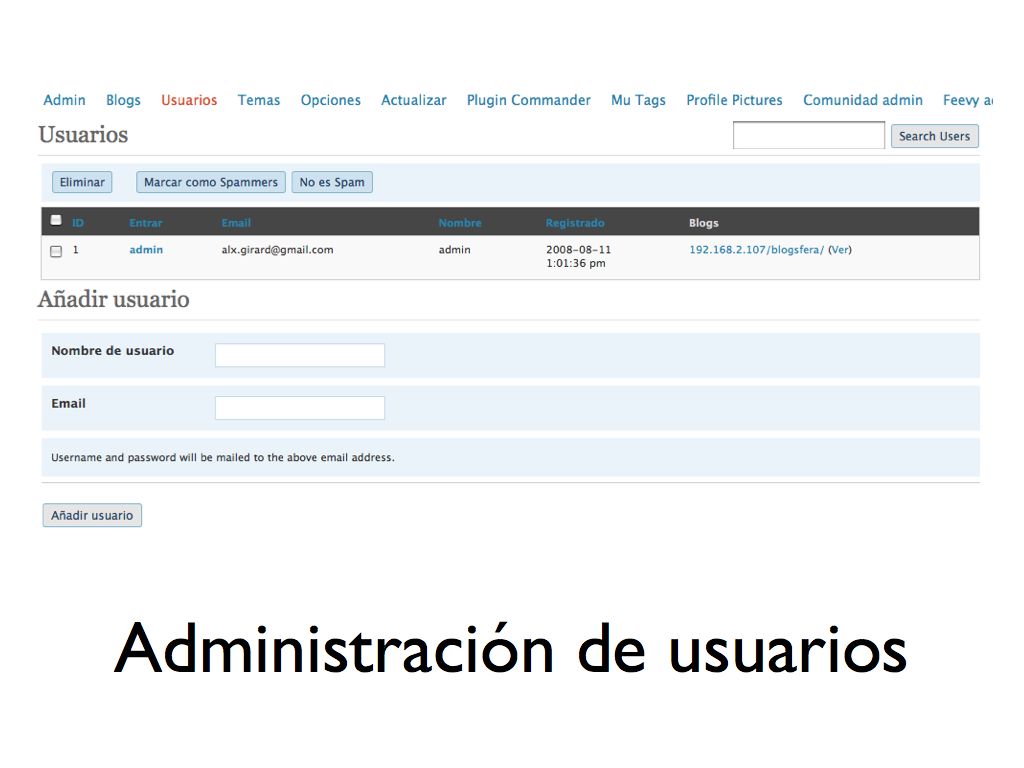 Admin Blogs Usuarios Temas Opciones Actualizar Plugin Commander Mu Tags Profile Pictures Comunidad admin Feevy
Usuarios
Search Users
Eliminar Marcar como Spammers No es Spam
ID Entrar Email Nombre Registrado Blogs
1 admin alx.girard@gmail.com admin 2008-08-11 192.168.2.107/blogsfera/ (Ver)
1:01:36 pm
Añadir usuario
Nombre de usuario
Email
Username and password will be mailed to the above email address.
Añadir usuario
Administración de usuarios